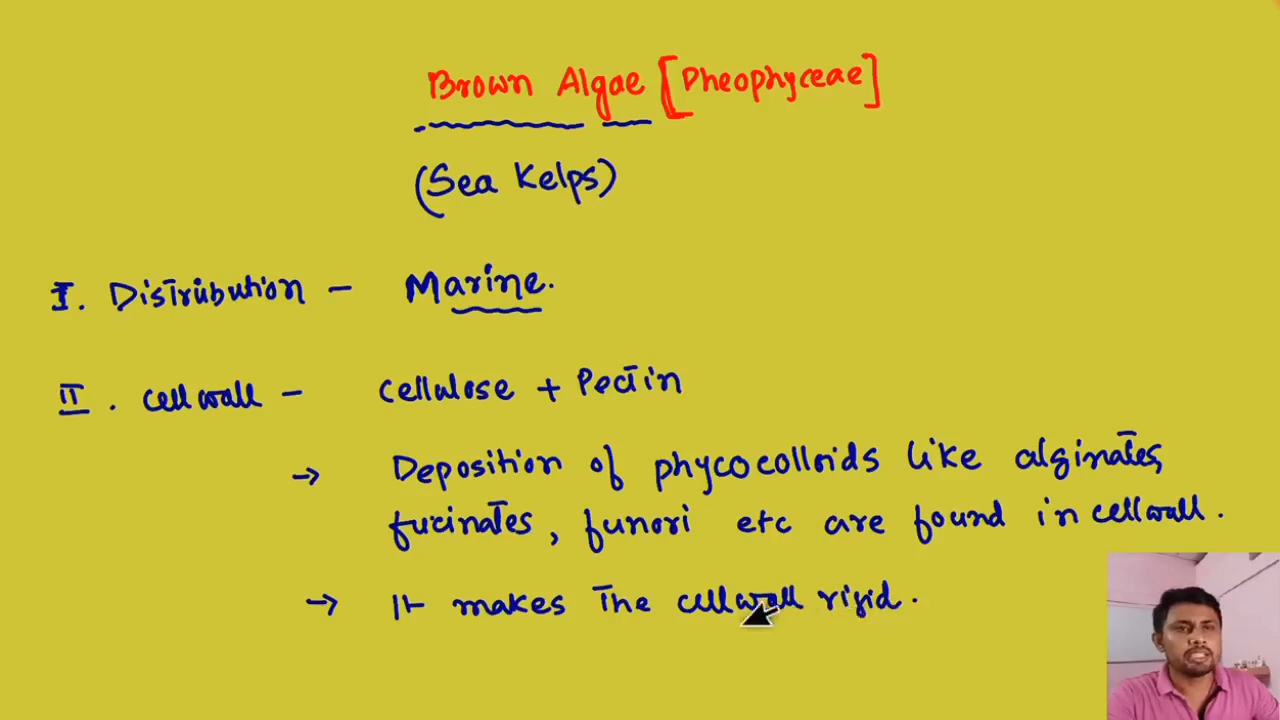 Brown Algae [Pheophyceae]
(Sea Kelps)
I. Distribution - Marine.
II. cellwall - Cellulose + Pectin
→ Deposition of phycocolloids like alginates,
fucinates, funori etc are found in cellwall.
→ It makes The cellwall rigid.